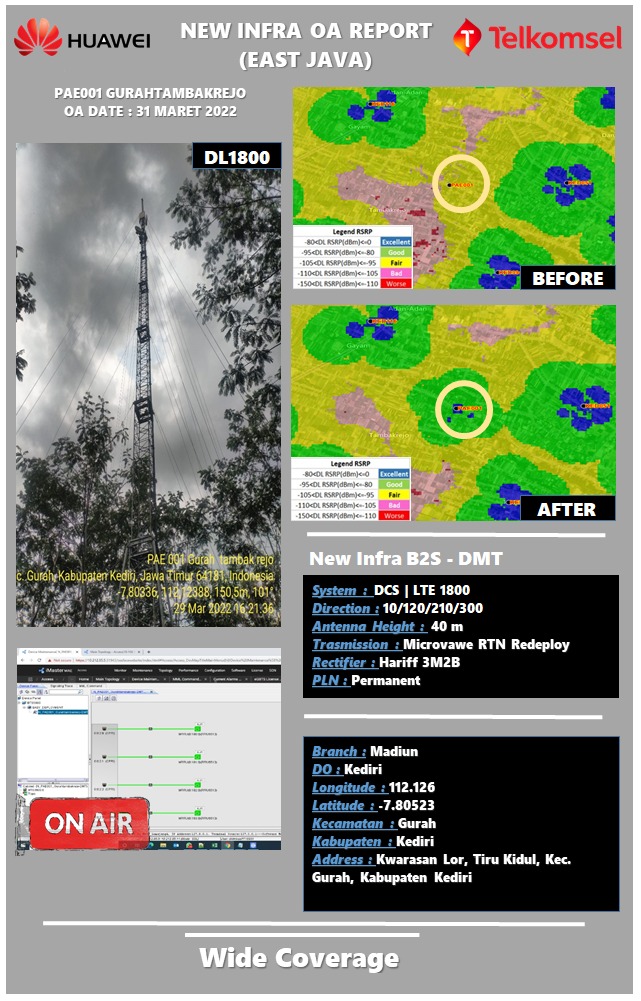 HUAWEI
NEW INFRA OA REPORT
(EAST JAVA)
Telkomsel
PAE001 GURAHTAMBAKREJO
OA DATE : 31 MARET 2022
DL1800
PAE 001 Gurah tambak rejo
c. Gurah Kabupaten Kediri, Jawa Timur 64181, Indonesia
-7,80336, 112,12388, 150,5m, 101°
29 Mar 2022 16:21:36
Gayam
PAE001
Tambakrejo
Legend RSRP
-80<DL RSRP(dBm)<=0 Excellent
-95<DL RSRP(dBm)<=-80 Good
-105<DL RSRP(dBm)<=-95 Fair
-110<DL RSRP(dBm)<=-105 Bad
-150<DL RSRP(dBm)<=-110 Worse
BEFORE
Gayam
PAE001
Tambakrejo
Legend RSRP
-80<DL RSRP(dBm)<=0 Excellent
-95<DL RSRP(dBm)<=-80 Good
-105<DL RSRP(dBm)<=-95 Fair
-110<DL RSRP(dBm)<=-105 Bad
-150<DL RSRP(dBm)<=-110 Worse
AFTER
New Infra B2S - DMT
System : DCS | LTE 1800
Direction : 10/120/210/300
Antenna Height : 40 m
Trasmission : Microvawe RTN Redeploy
Rectifier : Hariff 3M2B
PLN : Permanent
ON AIR
Branch : Madiun
DO : Kediri
Longitude : 112.126
Latitude : -7.80523
Kecamatan : Gurah
Kabupaten : Kediri
Address : Kwarasan Lor, Tiru Kidul, Kec.
Gurah, Kabupaten Kediri
Wide Coverage